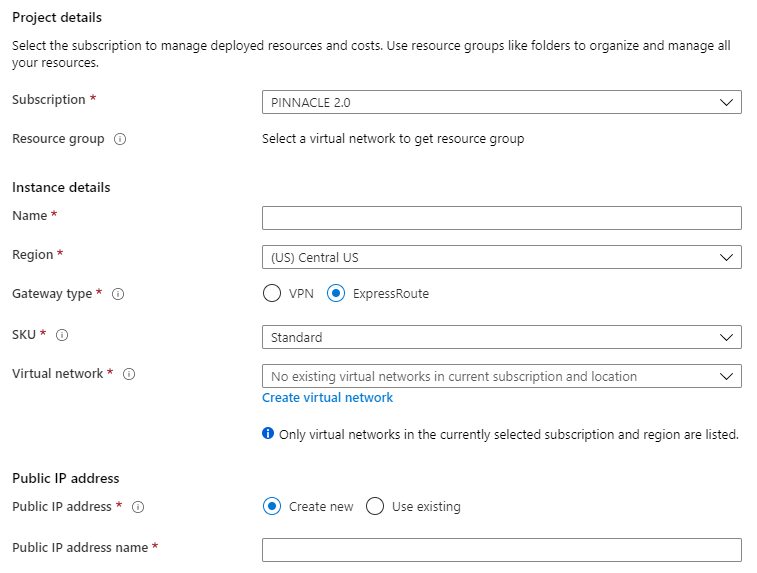 Project details
Select the subscription to manage deployed resources and costs. Use resource groups like folders to organize and manage all
your resources.
Subscription *
PINNACLE 2.0
Resource group
Select a virtual network to get resource group
Instance details
Name *
Region *
(US) Central US
Gateway type *
VPN
ExpressRoute
SKU *
Standard
Virtual network *
No existing virtual networks in current subscription and location
Create virtual network
Only virtual networks in the currently selected subscription and region are listed.
Public IP address
Public IP address *
Create new
Use existing
Public IP address name *